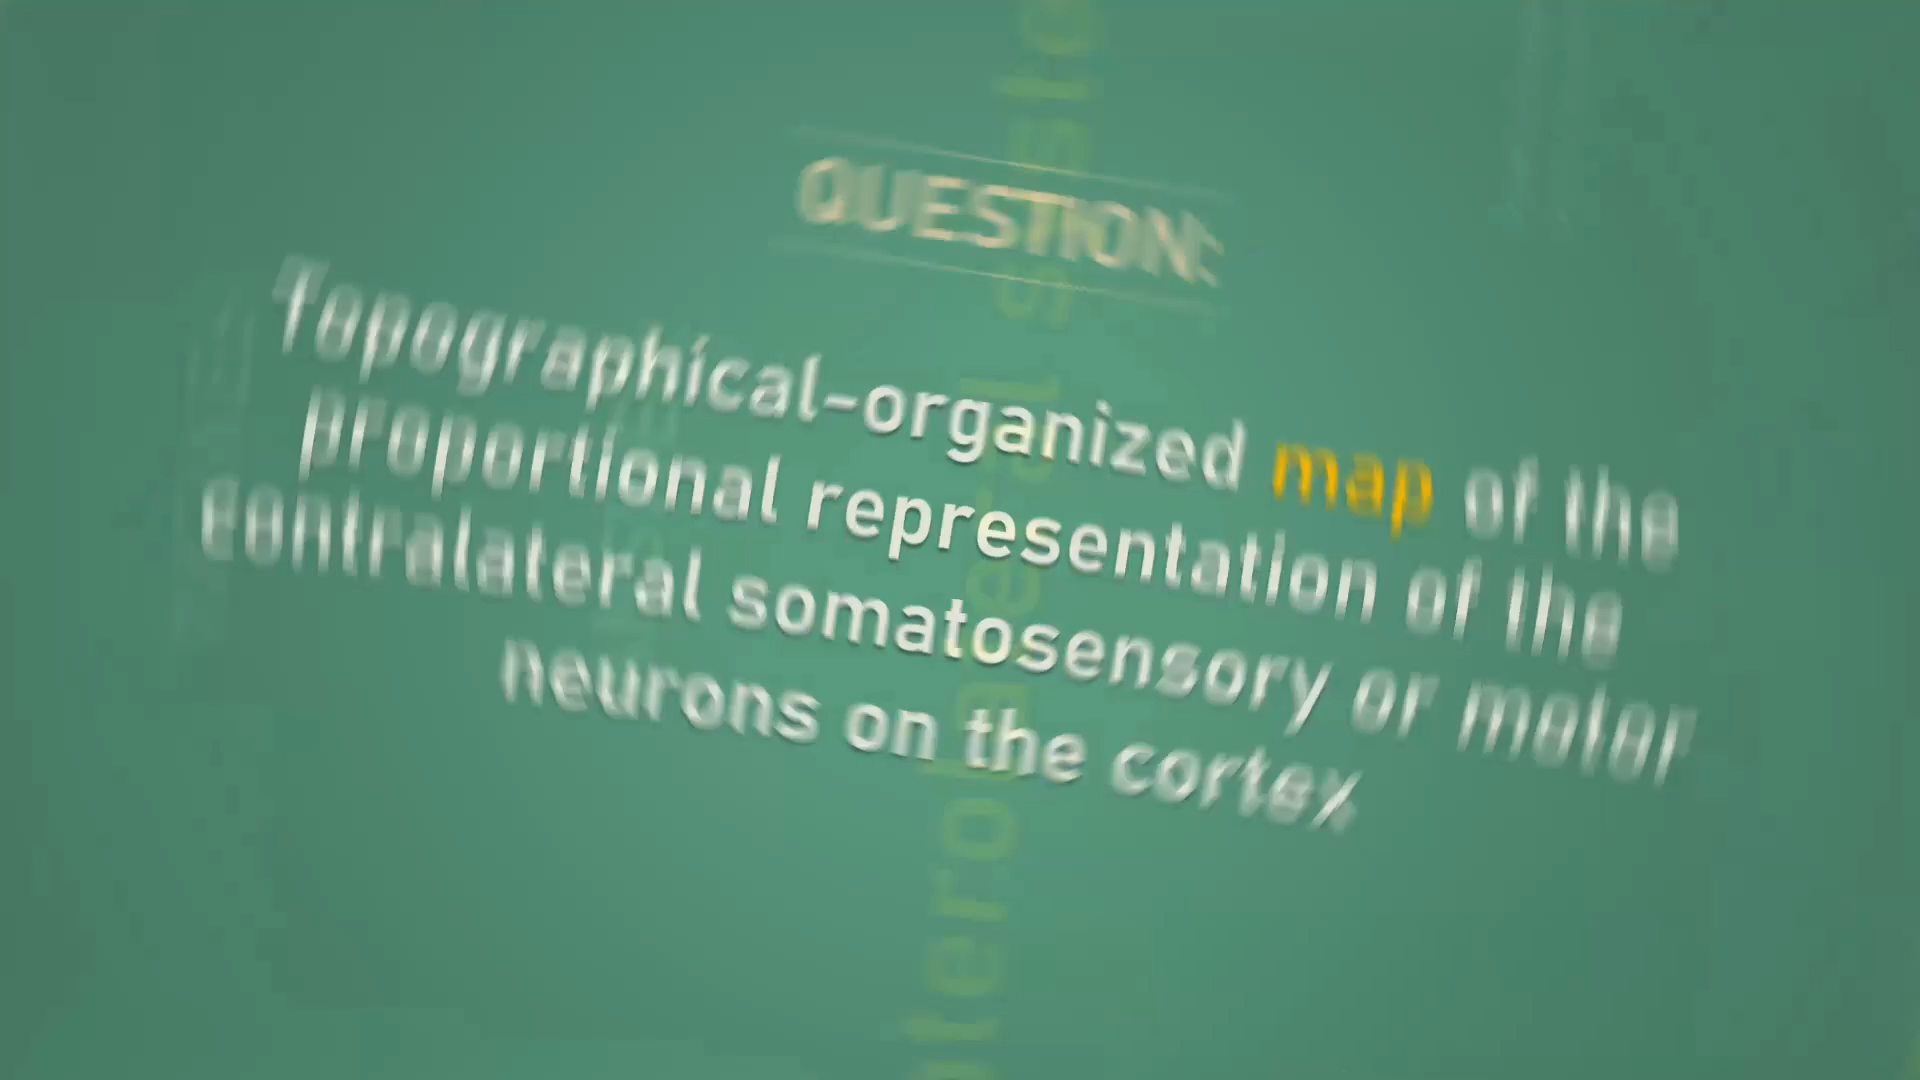 QUESTION:
Topographical-organized map of the
proportional representation of the
contralateral somatosensory or motor
neurons on the cortex